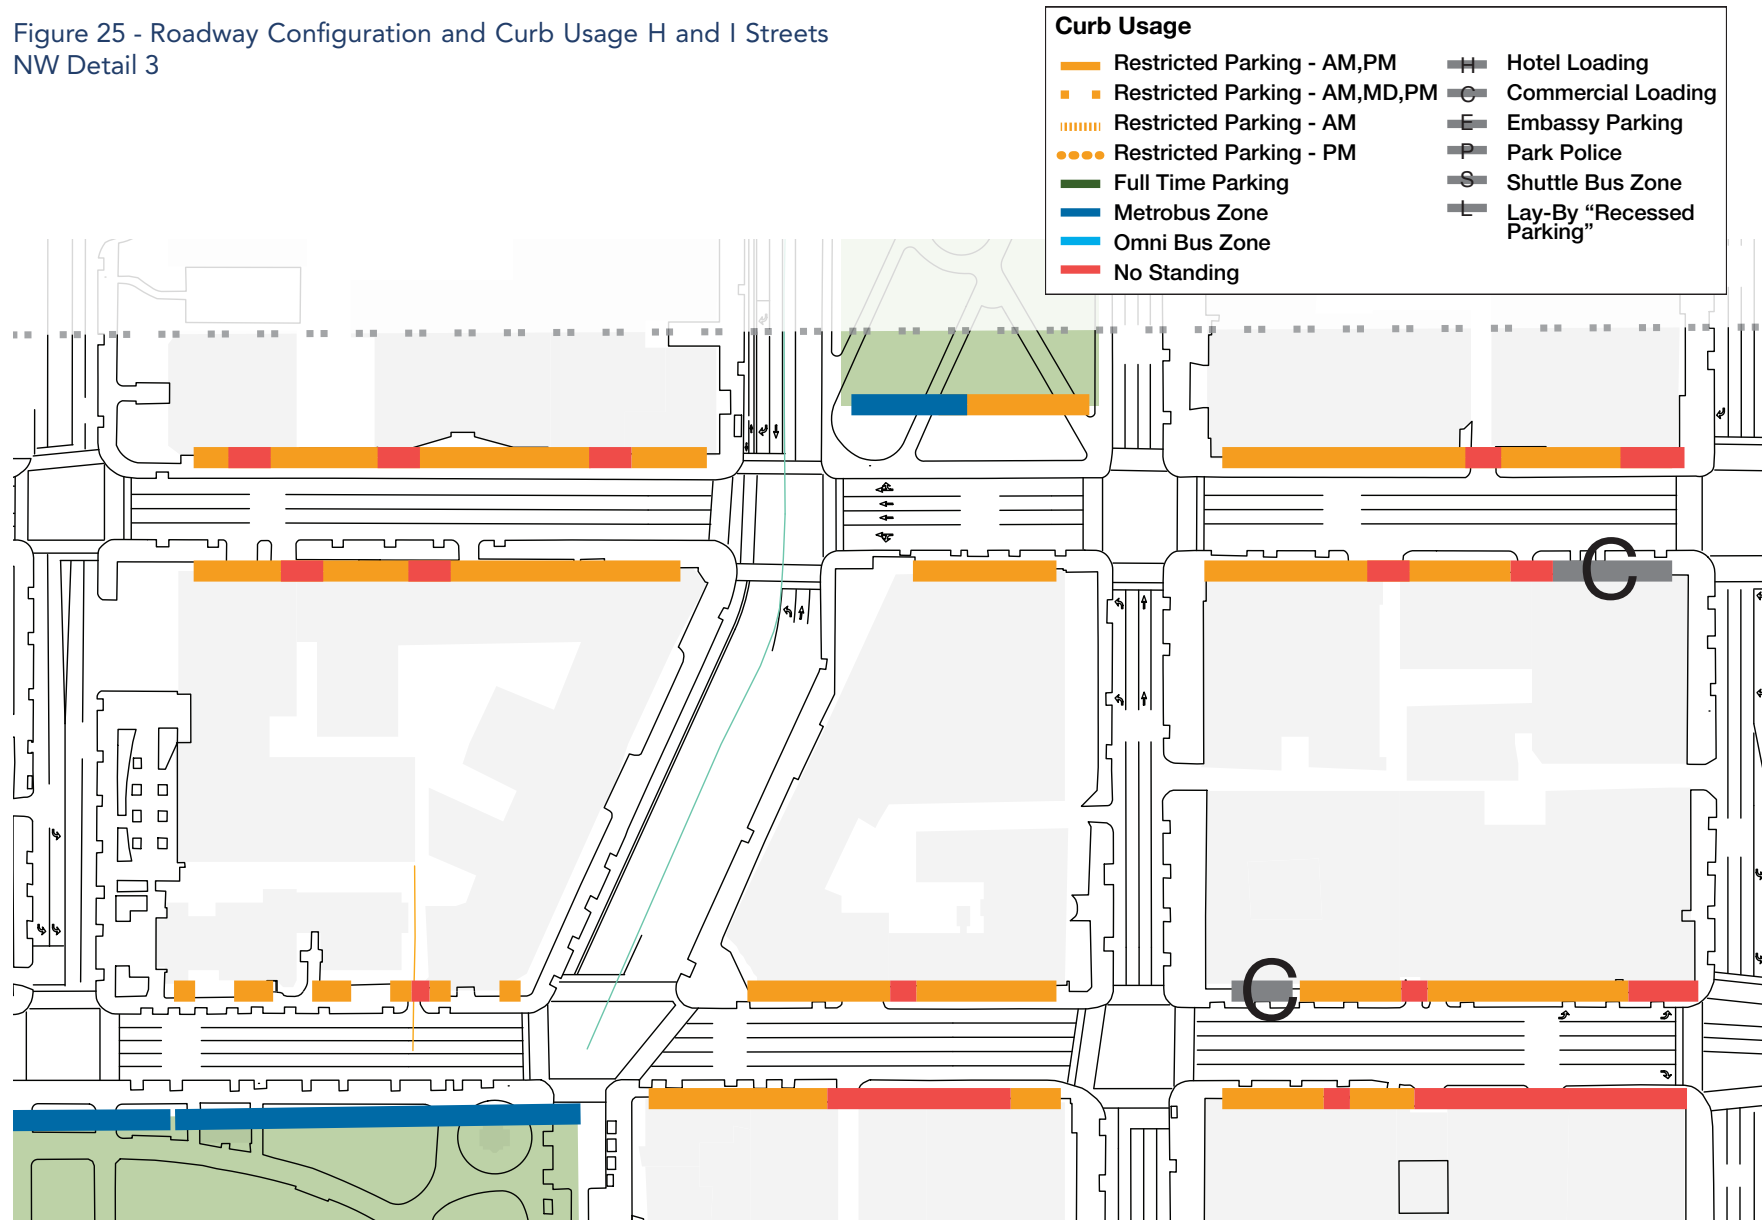 Figure 25 - Roadway Configuration and Curb Usage H and I Streets
NW Detail 3
Curb Usage
Restricted Parking - AM,PM
Restricted Parking - AM,MD,PM
Restricted Parking - AM
Restricted Parking - PM
Full Time Parking
Metrobus Zone
Omni Bus Zone
No Standing
H Hotel Loading
C Commercial Loading
E Embassy Parking
P Park Police
S Shuttle Bus Zone
L Lay-By “Recessed
Parking”
C
C